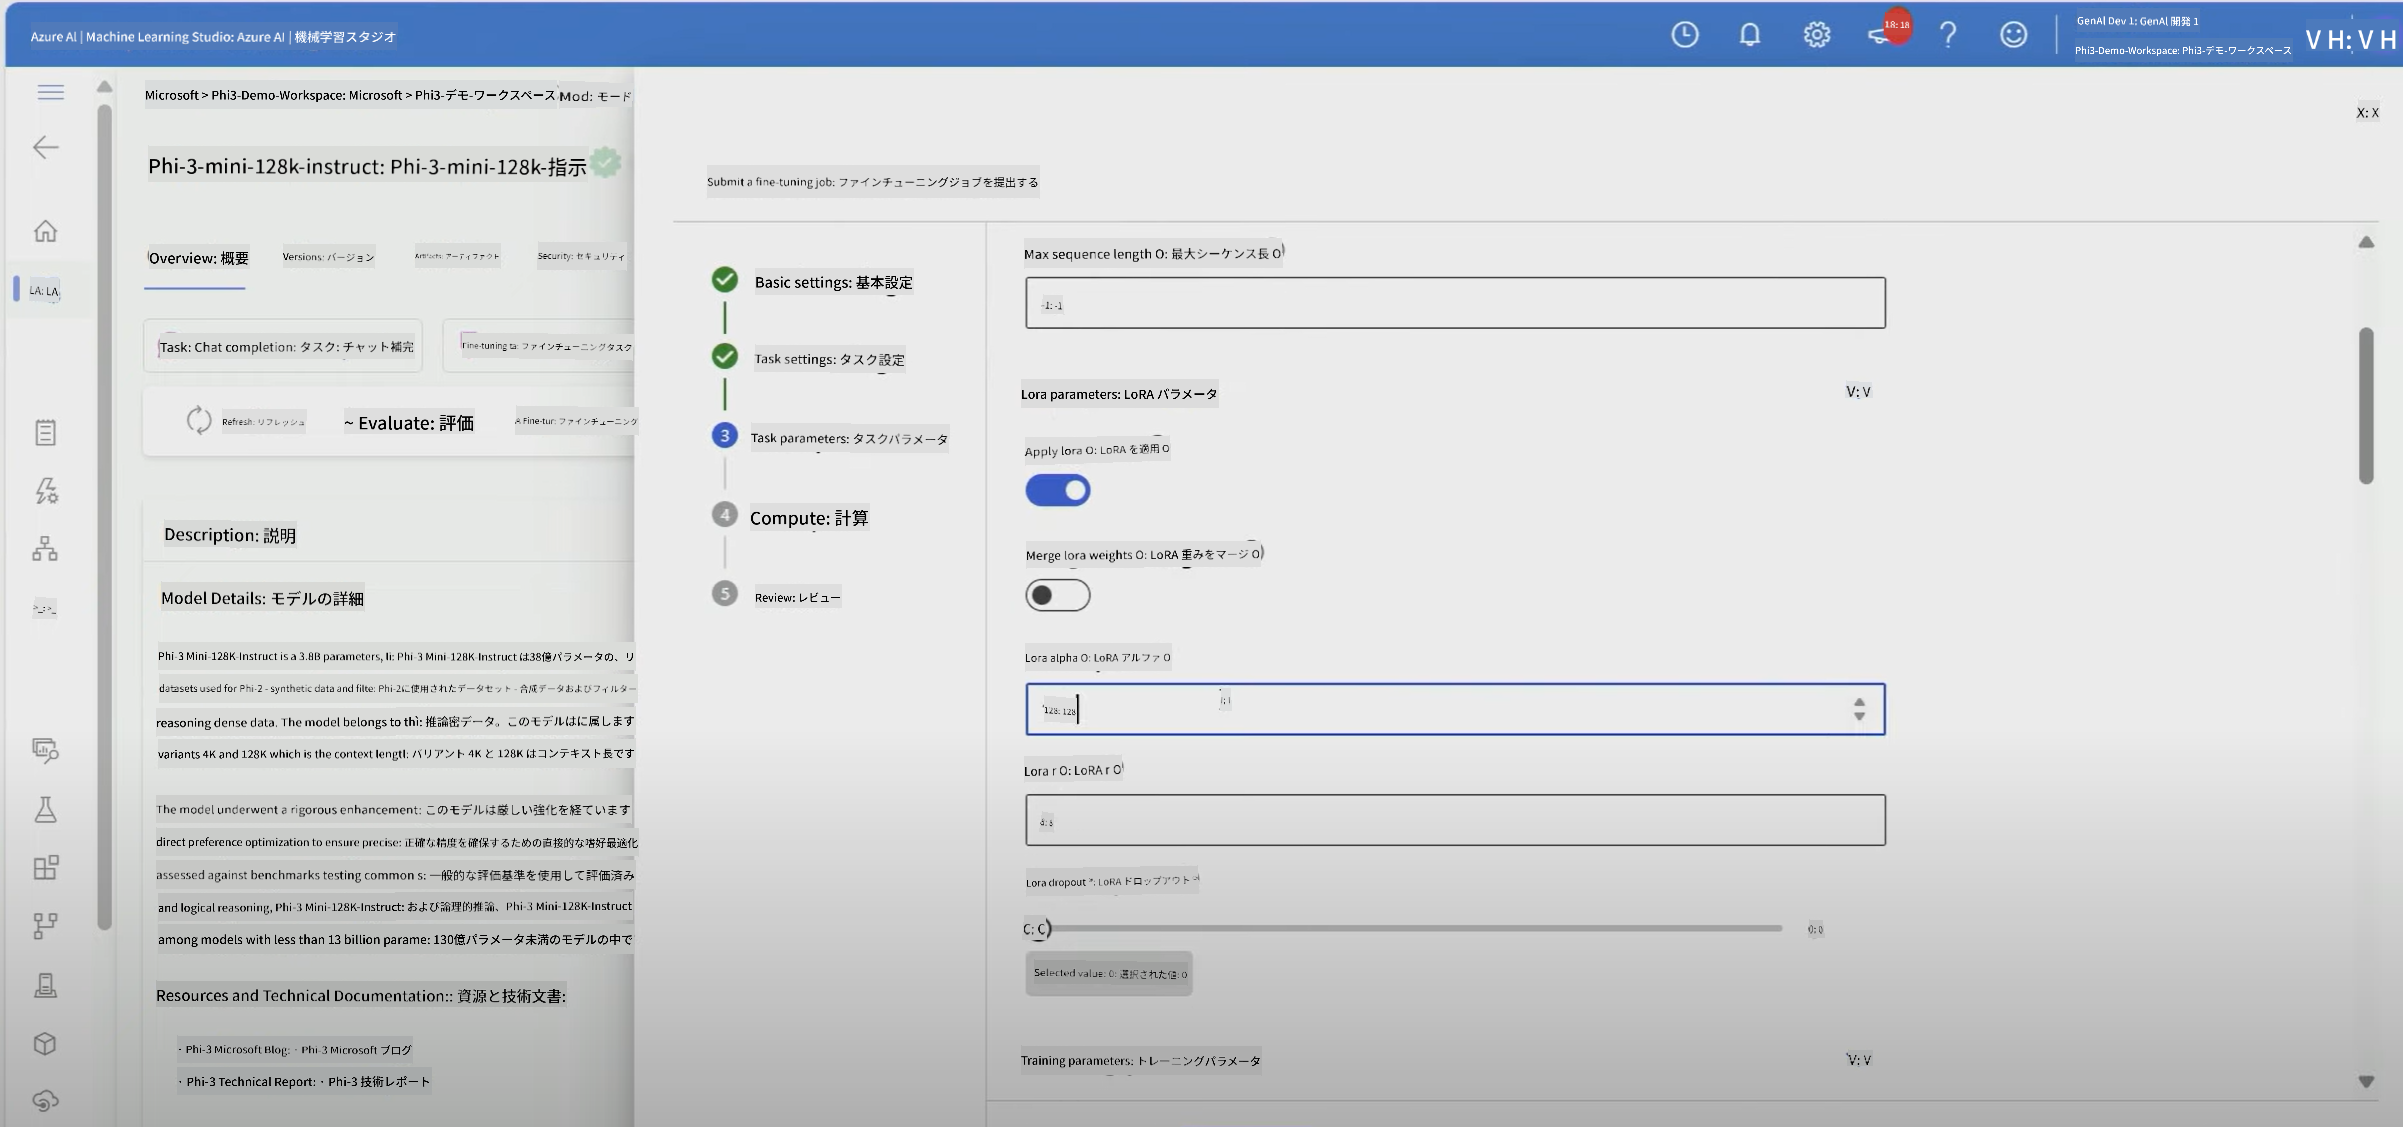 Azure Al | Machine Learning Studio: Azure AI | 機械学習スタジオ
18:18
GenAl Dev 1: GenAl 開発 1
Phi3-Demo-Workspace: Phi3-デモ-ワークスペース
V H: V H
Microsoft > Phi3-Demo-Workspace: Microsoft > Phi3-デモ-ワークスペース
Mod: モード
X: X
Phi-3-mini-128k-instruct: Phi-3-mini-128k-指示
Submit a fine-tuning job: ファインチューニングジョブを提出する
Overview: 概要
Versions: バージョン
Artifacts: アーティファクト
Security: セキュリティ
LA: LA
Task: Chat completion: タスク: チャット補完
Fine-tuning ta: ファインチューニングタスク
Refresh: リフレッシュ
~ Evaluate: 評価
Fine-tur: ファインチューニング
Description: 説明
Model Details: モデルの詳細
Phi-3 Mini-128K-Instruct is a 3.8B parameters, li: Phi-3 Mini-128K-Instruct は38億パラメータの、リ
datasets used for Phi-2 - synthetic data and filte: Phi-2に使用されたデータセット - 合成データおよびフィルター
reasoning dense data. The model belongs to thi: 推論密データ。このモデルはに属します
variants 4K and 128K which is the context lengtl: バリアント 4K と 128K はコンテキスト長です
The model underwent a rigorous enhancement: このモデルは厳しい強化を経ています
direct preference optimization to ensure precise: 正確な精度を確保するための直接的な嗜好最適化
assessed against benchmarks testing common s: 一般的な評価基準を使用して評価済み
and logical reasoning, Phi-3 Mini-128K-Instruct: および論理的推論、Phi-3 Mini-128K-Instruct
among models with less than 13 billion parame: 130億パラメータ未満のモデルの中で
Resources and Technical Documentation:: 資源と技術文書:
· Phi-3 Microsoft Blog: · Phi-3 Microsoft ブログ
· Phi-3 Technical Report: · Phi-3 技術レポート
Basic settings: 基本設定
Task settings: タスク設定
3 Task parameters: タスクパラメータ
4 Compute: 計算
5 Review: レビュー
Max sequence length O: 最大シーケンス長 O
-1: -1
Lora parameters: LoRA パラメータ
V: V
Apply lora O: LoRA を適用 O
Merge lora weights O: LoRA 重みをマージ O
Lora alpha O: LoRA アルファ O
128: 128
Lora r O: LoRA r O
Lora dropout : LoRA ドロップアウト
C: C
0: 0
Selected value: 0: 選択された値: 0
Training parameters: トレーニングパラメータ
V: V